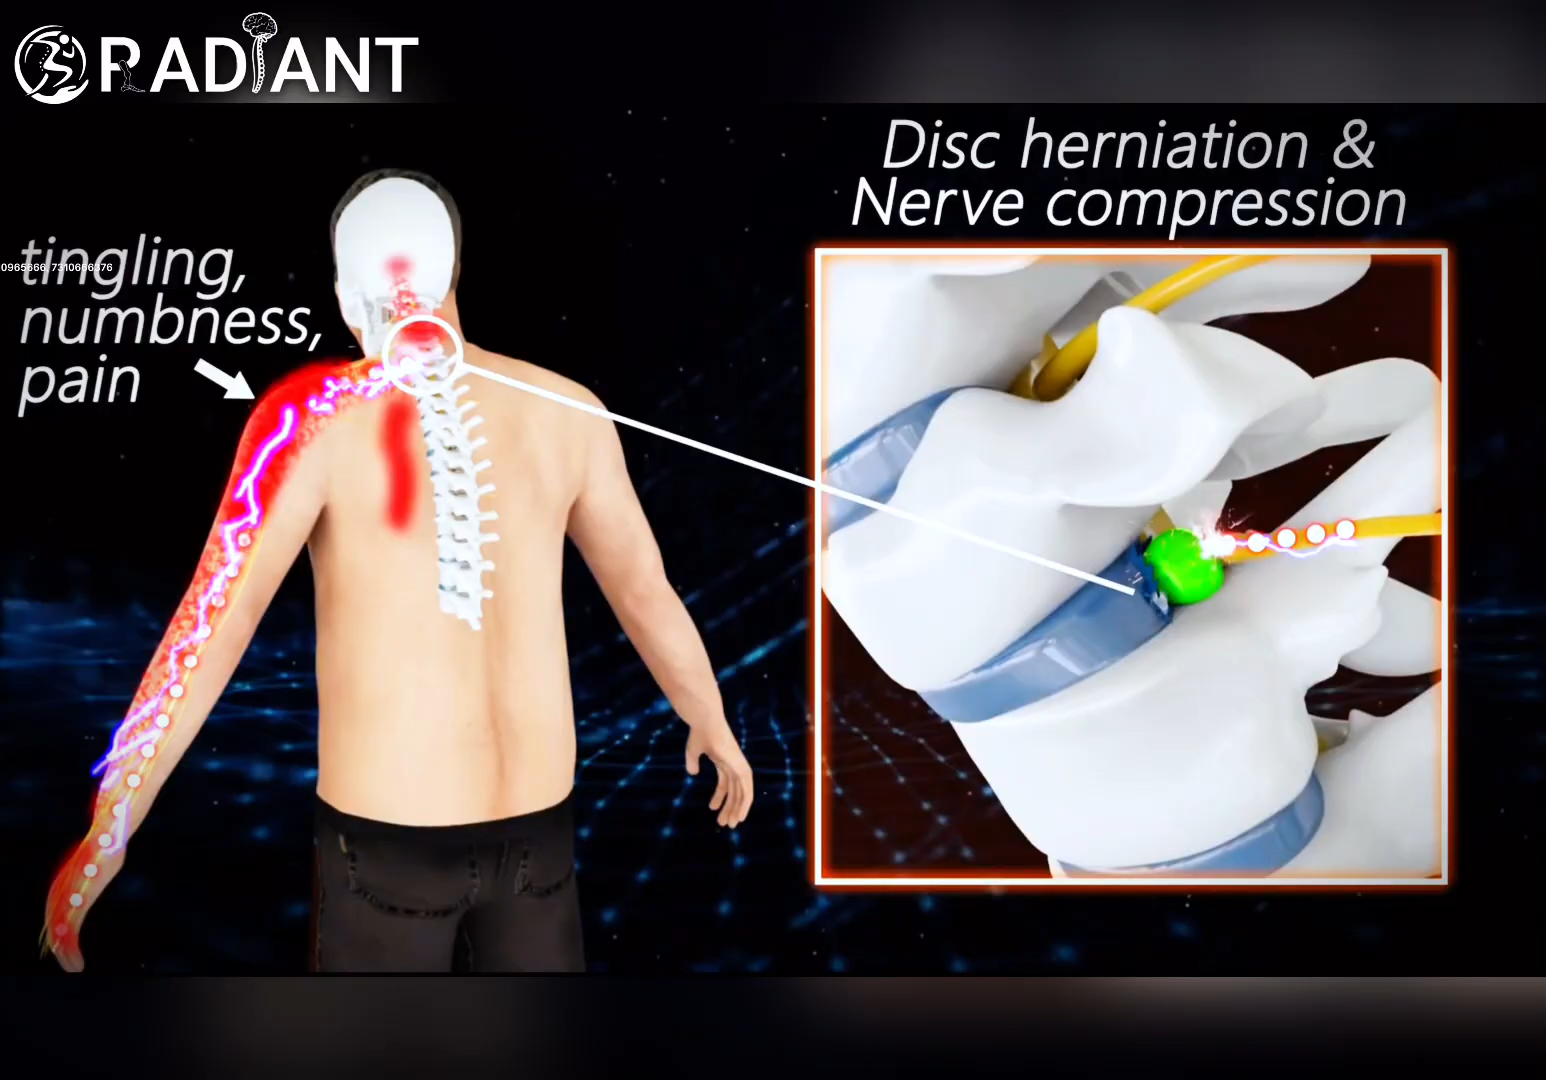 RADIANT
Disc herniation &
Nerve compression
tingling,
numbness,
pain